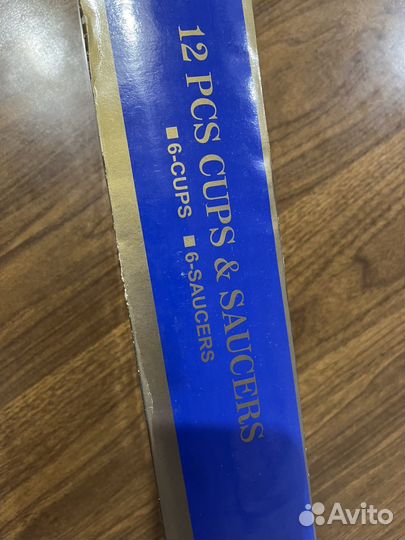 12 PCS CUPS & SAUCERS
■ 6-CUPS ■ 6-SAUCERS
Avito